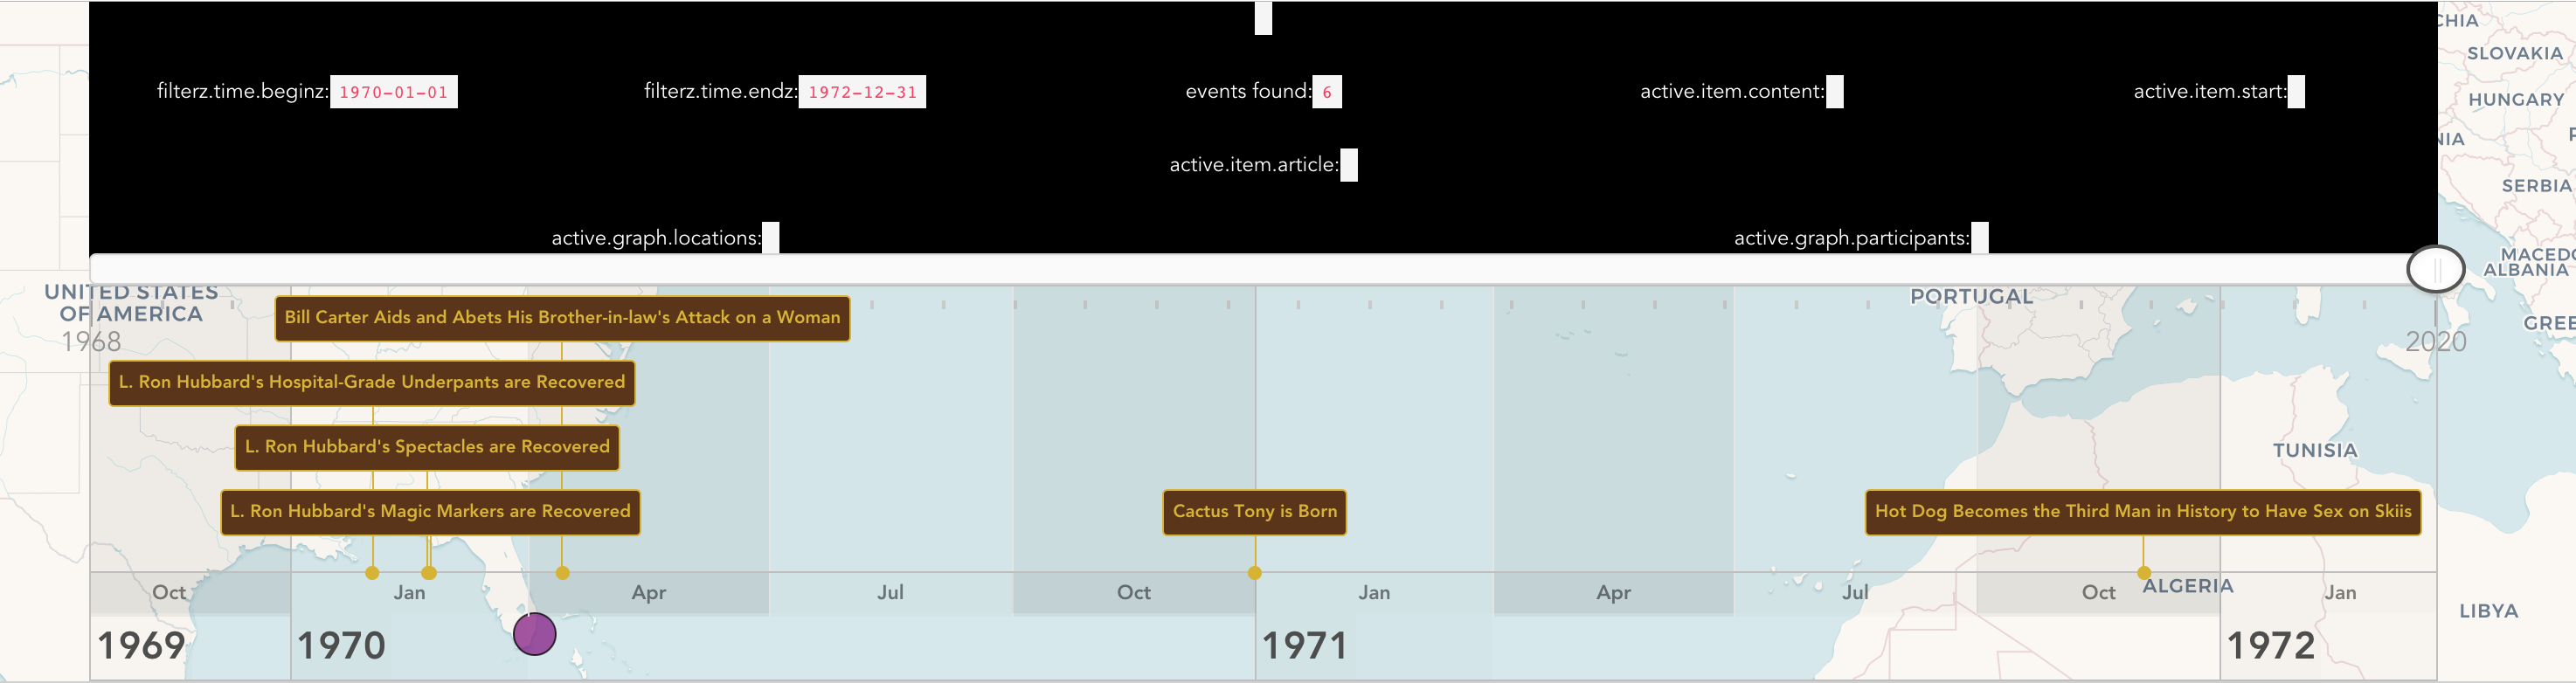 CHIA
SLOVAKIA
filterz.time.beginz: 1970-01-01
filterz.time.endz: 1972-12-31
events found: 6
active.item.content:
active.item.start:
HUNGARY
NIA
active.item.article:
SERBIA
active.graph.locations:
active.graph.participants:
MACEDO
ALBANIA
UNITED STATES
OF AMERICA
PORTUGAL
Bill Carter Aids and Abets His Brother-in-law's Attack on a Woman
GREE
1968
2020
L. Ron Hubbard's Hospital-Grade Underpants are Recovered
L. Ron Hubbard's Spectacles are Recovered
TUNISIA
L. Ron Hubbard's Magic Markers are Recovered
Cactus Tony is Born
Hot Dog Becomes the Third Man in History to Have Sex on Skiis
Oct
Jan
Apr
Jul
Oct
Jan
Apr
Jul
Oct
ALGERIA
Jan
LIBYA
1969
1970
1971
1972